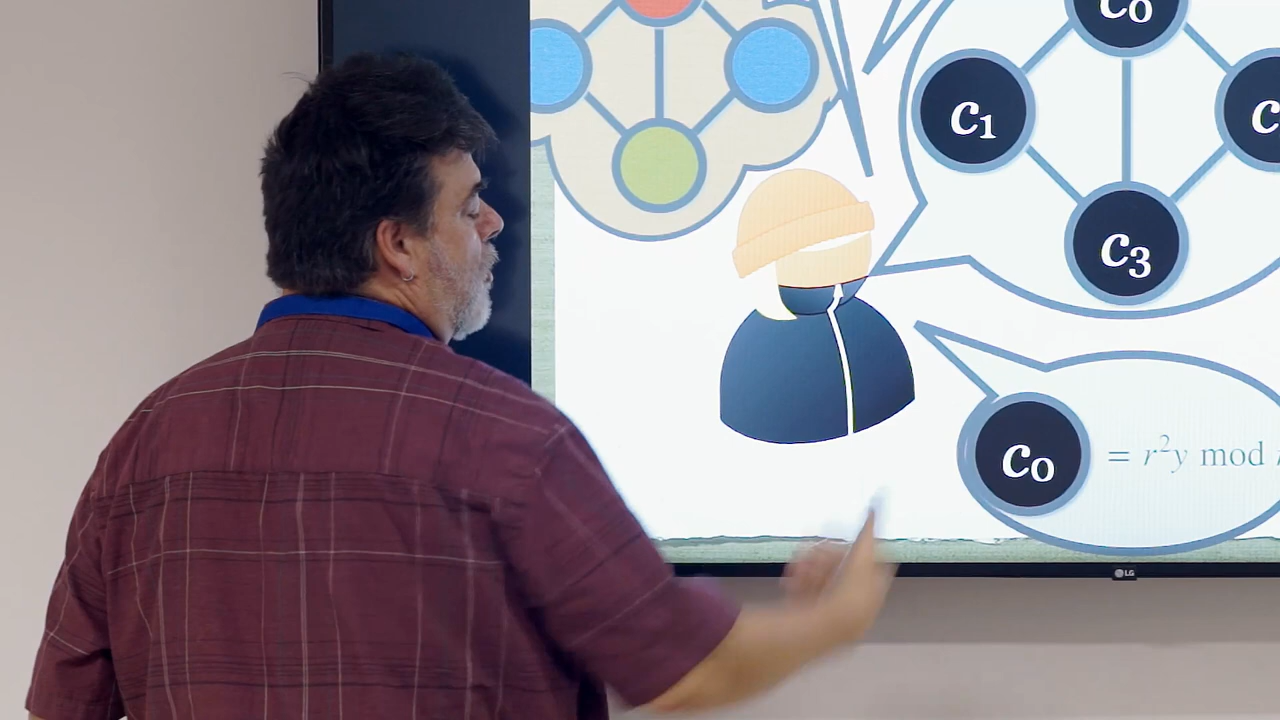 c₀
c₁
c
c₃
c₀ = r²y mod
LG